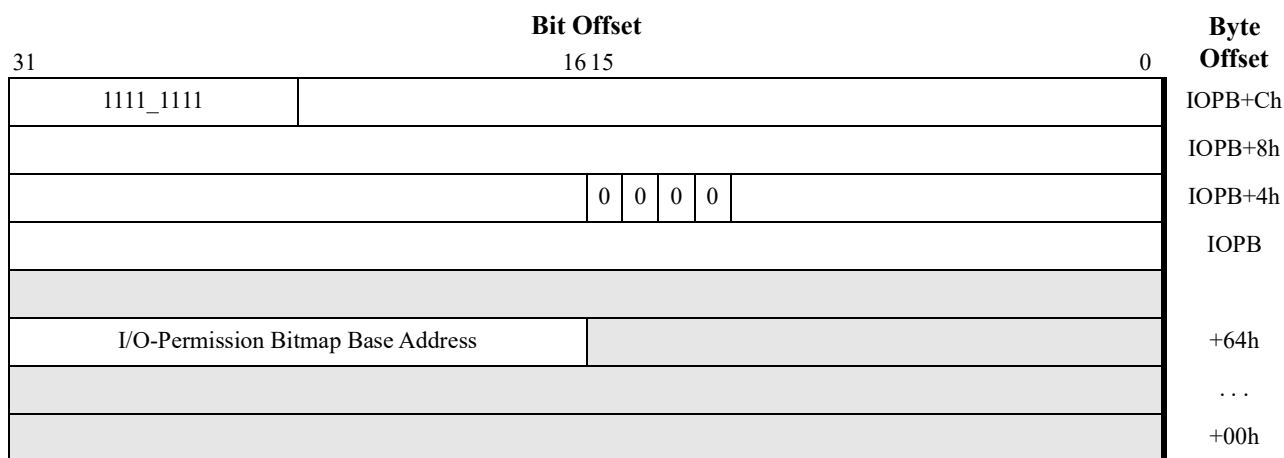 Bit Offset
Byte Offset
31 16 15 0
1111_1111 IOPB+Ch
IOPB+8h
0 0 0 0 IOPB+4h
IOPB
I/O-Permission Bitmap Base Address +64h
. . .
+00h